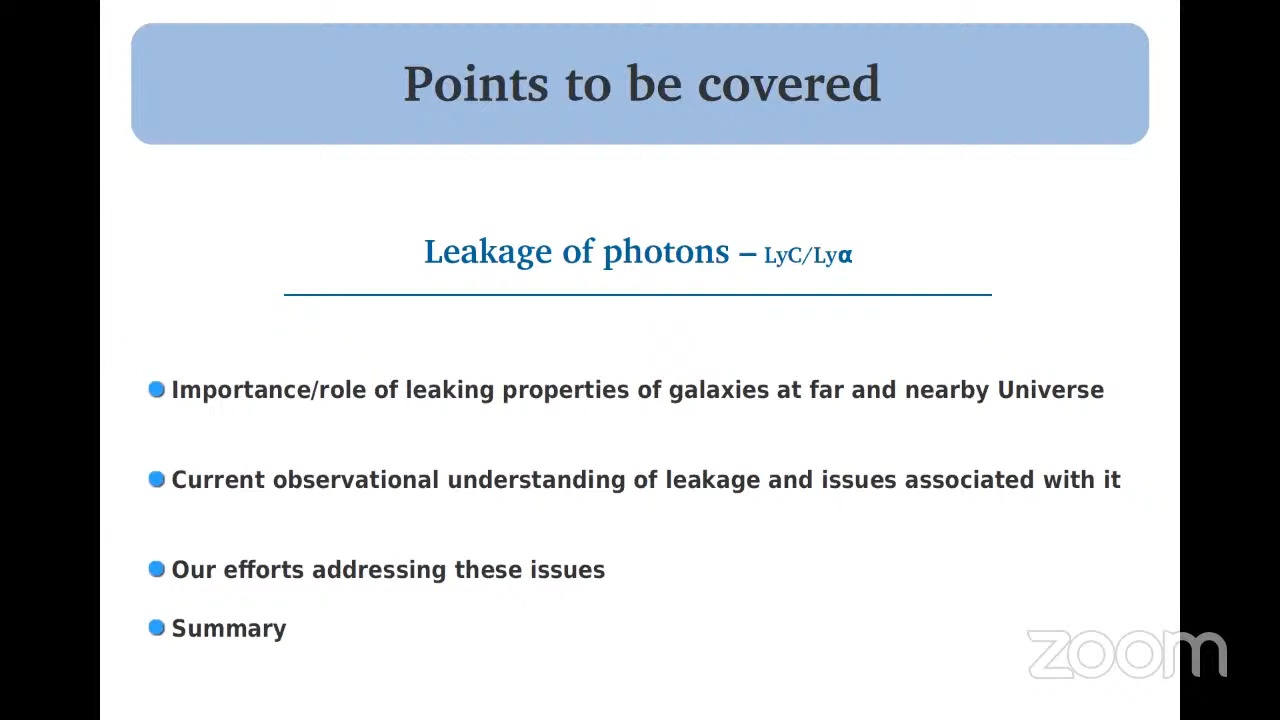 Points to be covered
Leakage of photons – LyC/Lyα
Importance/role of leaking properties of galaxies at far and nearby Universe
Current observational understanding of leakage and issues associated with it
Our efforts addressing these issues
Summary
zoom